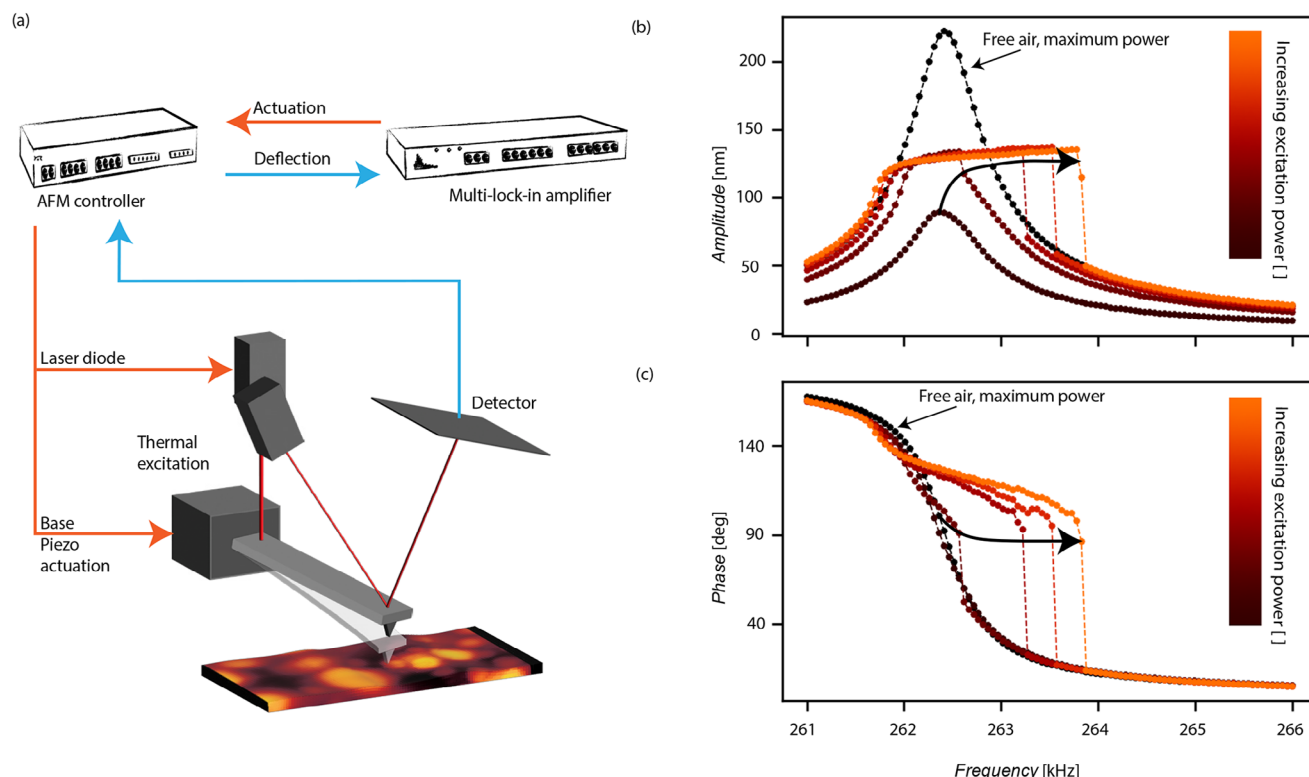 (a)
Actuation
Deflection
AFM controller
Multi-lock-in amplifier
Laser diode
Detector
Thermal
excitation
Base
Piezo
actuation
(b)
Free air, maximum power
Amplitude [nm]
200
150
100
50
0
Increasing excitation power [ ]
(c)
Free air, maximum power
Phase [deg]
140
90
40
Increasing excitation power [ ]
261
262
263
264
265
266
Frequency [kHz]